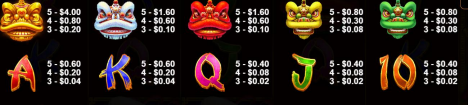 5 - $4.00
4 - $0.80
3 - $0.20
5 - $1.60
4 - $0.60
3 - $0.10
5 - $1.60
4 - $0.60
3 - $0.10
5 - $0.80
4 - $0.30
3 - $0.08
5 - $0.80
4 - $0.30
3 - $0.08
A
5 - $0.60
4 - $0.20
3 - $0.04
K
5 - $0.60
4 - $0.20
3 - $0.04
Q
5 - $0.40
4 - $0.08
3 - $0.02
J
5 - $0.40
4 - $0.08
3 - $0.02
10
5 - $0.40
4 - $0.08
3 - $0.02